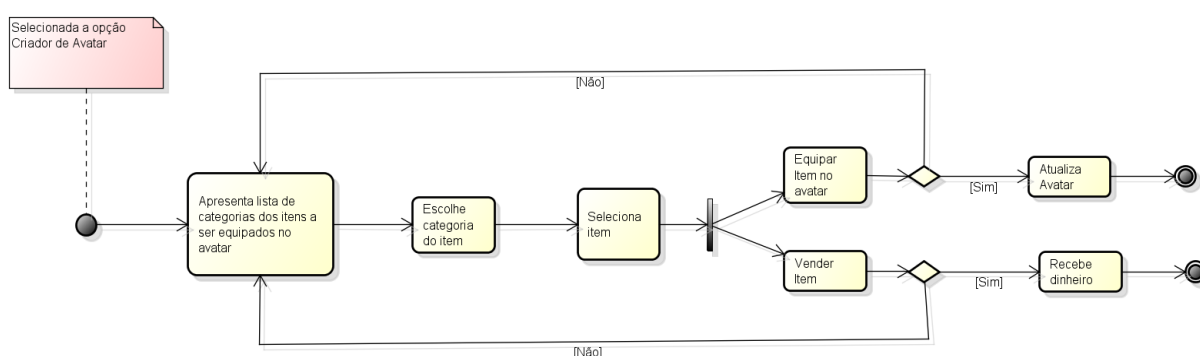 Selecionada a opção
Criador de Avatar
[Não]
Apresenta lista de
categorias dos itens a
ser equipados no
avatar
Escolhe
categoria
do item
Seleciona
item
Equipar
Item no
avatar
[Sim]
Atualiza
Avatar
Vender
Item
[Sim]
Recebe
dinheiro
[Não]